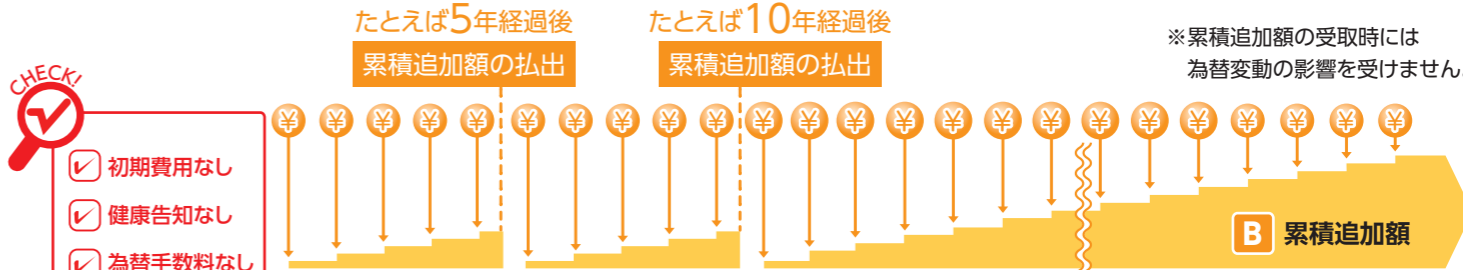 たとえば5年経過後
累積追加額の払出
たとえば10年経過後
累積追加額の払出
※累積追加額の受取時には
為替変動の影響を受けません。
CHECK!
初期費用なし
健康告知なし
為替手数料なし
¥ ¥ ¥ ¥ ¥ ¥ ¥ ¥ ¥ ¥ ¥ ¥ ¥ ¥ ¥ ¥ ¥ ¥ ¥ ¥ ¥ ¥ ¥ ¥
B 累積追加額